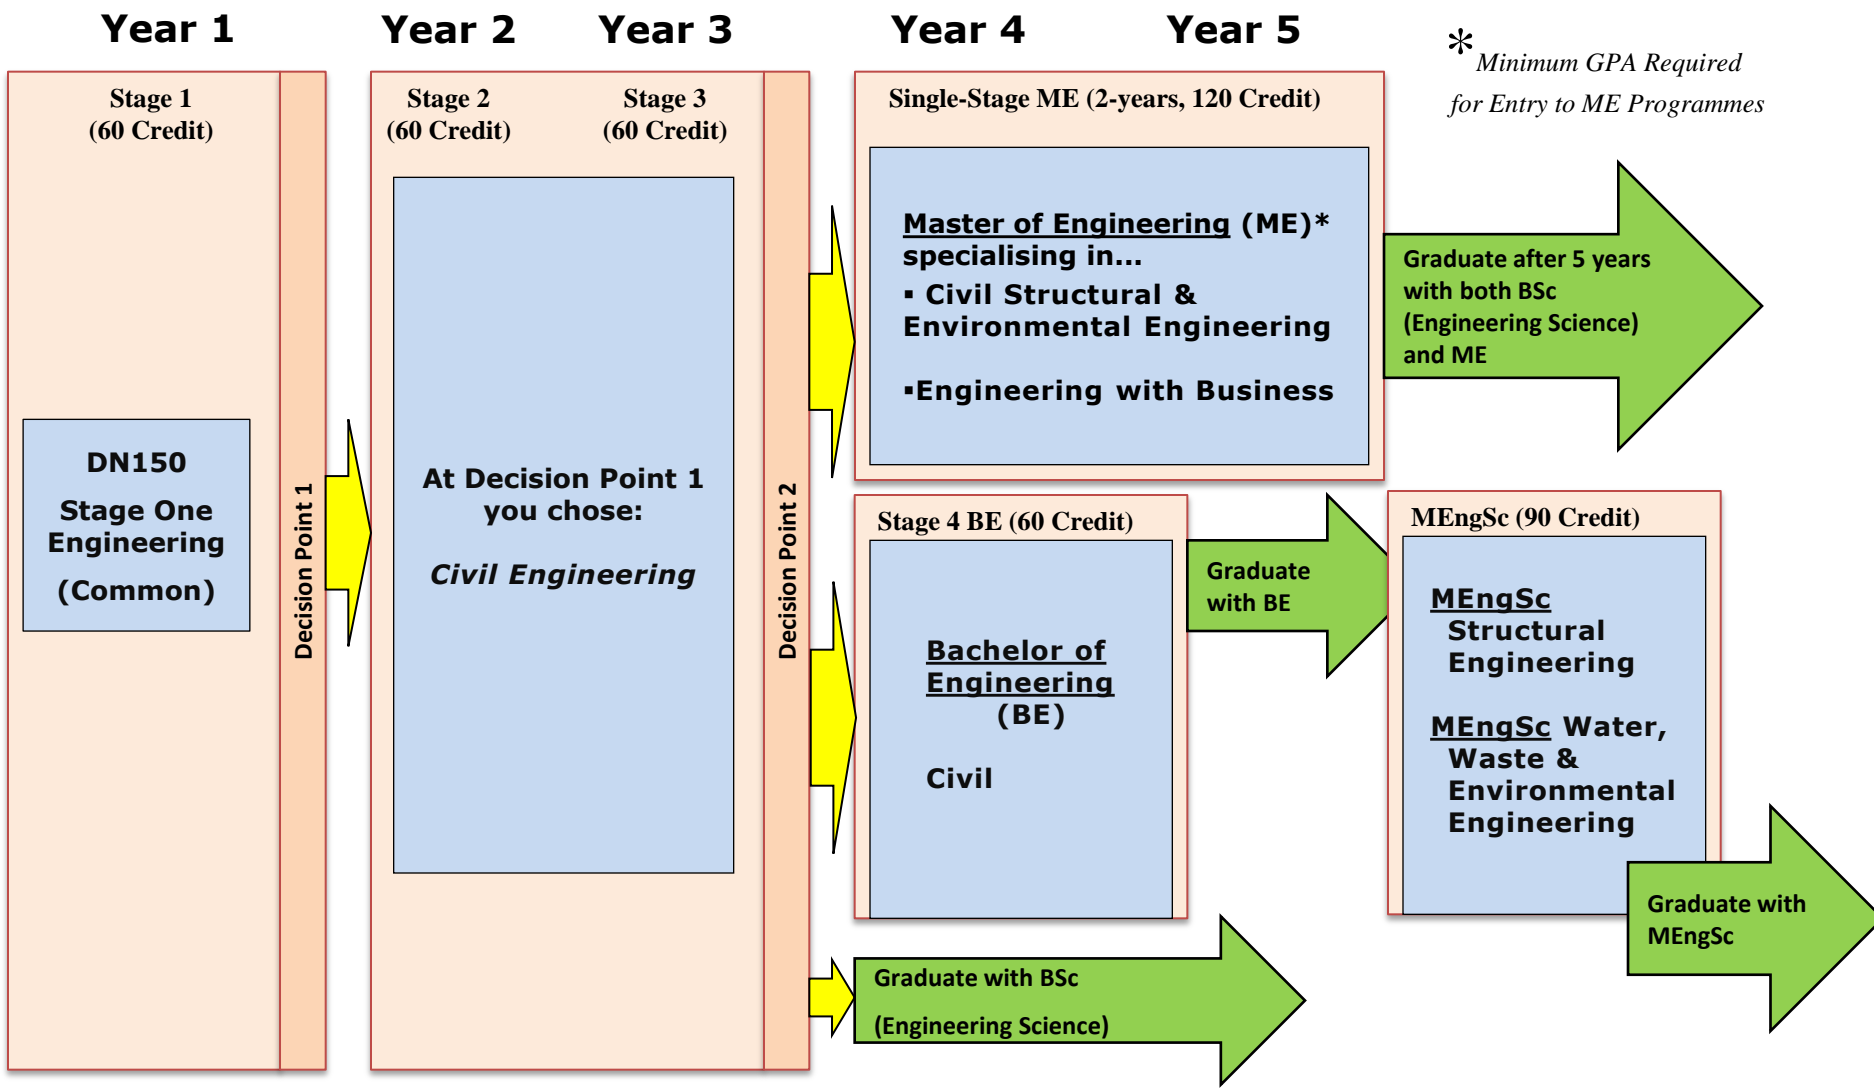 Year 1
Year 2
Year 3
Year 4
Year 5
*Minimum GPA Required
for Entry to ME Programmes
Stage 1
(60 Credit)
DN150
Stage One
Engineering
(Common)
Decision Point 1
Stage 2
(60 Credit)
Stage 3
(60 Credit)
At Decision Point 1
you chose:
Civil Engineering
Decision Point 2
Single-Stage ME (2-years, 120 Credit)
Master of Engineering (ME)*
specialising in...
▪ Civil Structural &
Environmental Engineering
▪Engineering with Business
Graduate after 5 years
with both BSc
(Engineering Science)
and ME
Stage 4 BE (60 Credit)
Bachelor of
Engineering
(BE)
Civil
Graduate
with BE
MEngSc (90 Credit)
MEngSc
Structural
Engineering
MEngSc Water,
Waste &
Environmental
Engineering
Graduate with
MEngSc
Graduate with BSc
(Engineering Science)